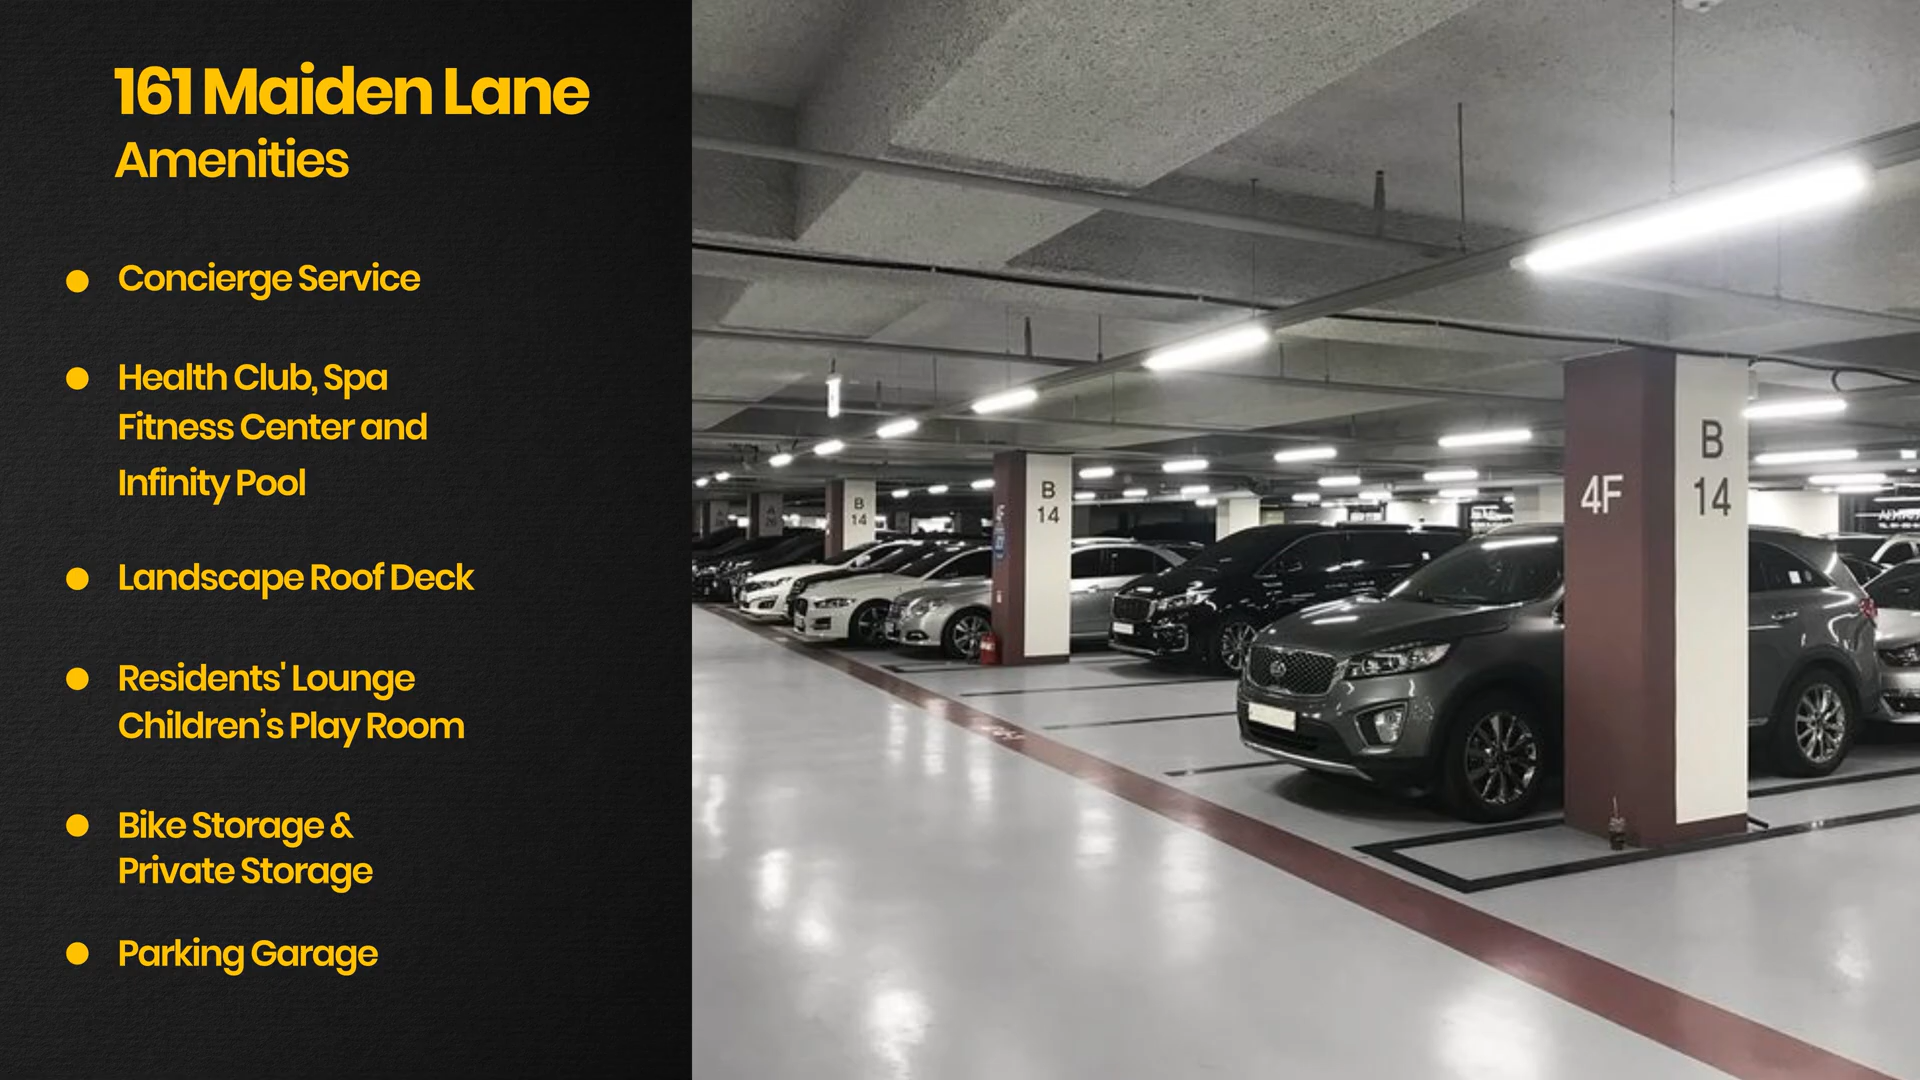 161 Maiden Lane
Amenities
Concierge Service
Health Club, Spa
Fitness Center and
Infinity Pool
Landscape Roof Deck
Residents' Lounge
Children’s Play Room
Bike Storage &
Private Storage
Parking Garage
B
14
B
14
4F
B
14